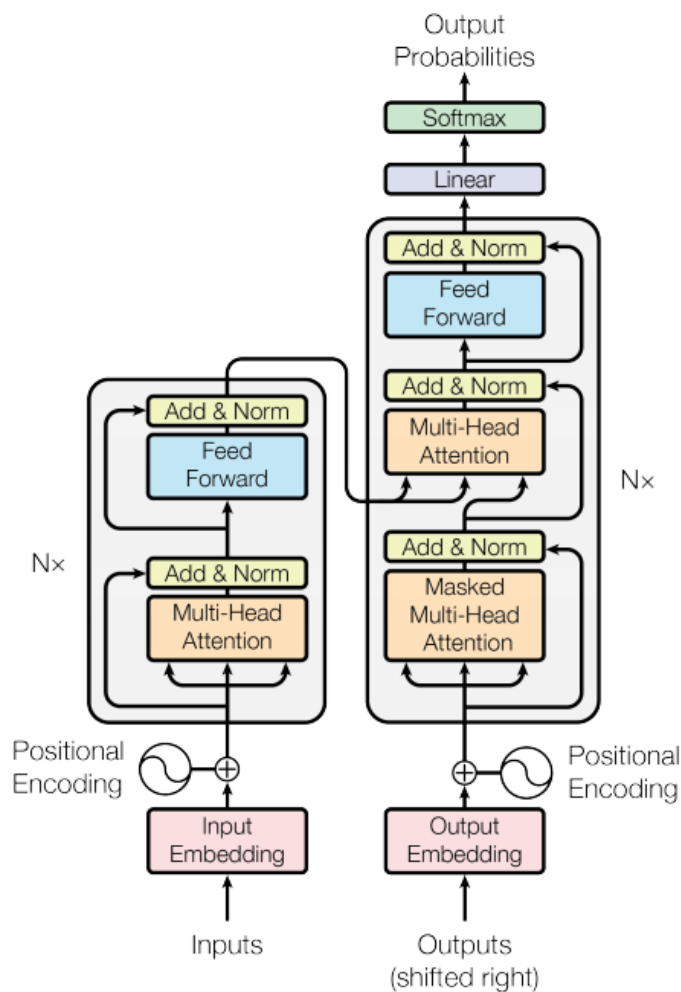 Output
Probabilities
Softmax
Linear
Add & Norm
Feed
Forward
Add & Norm
Multi-Head
Attention
Add & Norm
Masked
Multi-Head
Attention
Nx
Add & Norm
Feed
Forward
Add & Norm
Multi-Head
Attention
Nx
Positional
Encoding
Positional
Encoding
Input
Embedding
Output
Embedding
Inputs
Outputs
(shifted right)